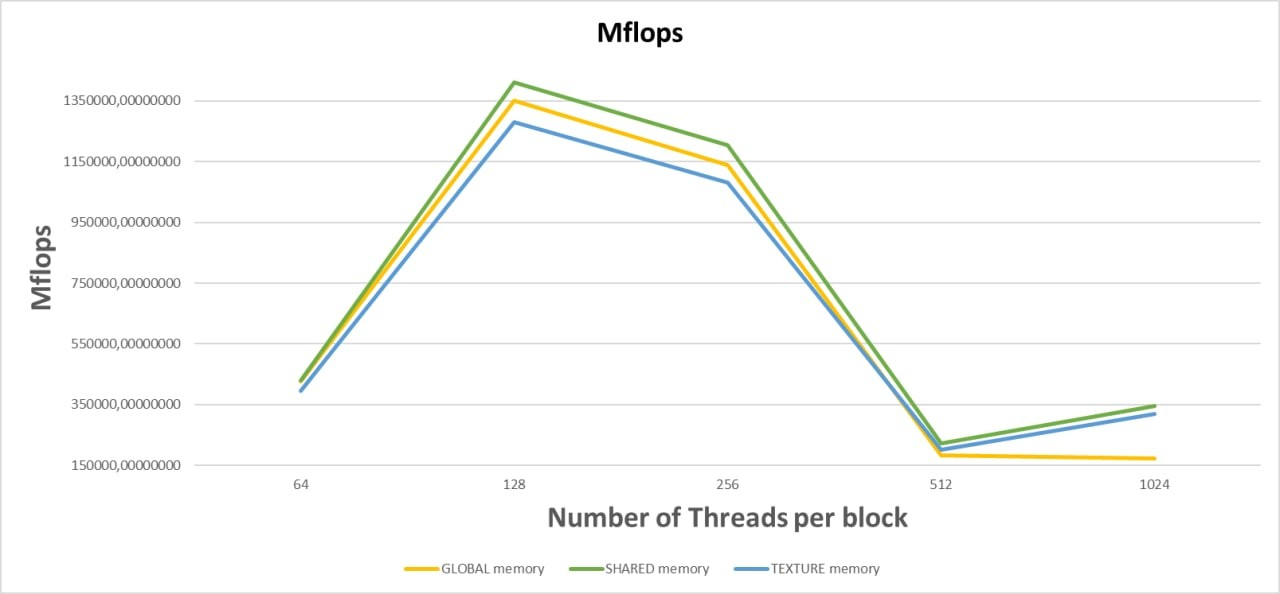 Mflops
1350000,00000000
1150000,00000000
950000,00000000
750000,00000000
550000,00000000
350000,00000000
150000,00000000
Mflops
64 128 256 512 1024
Number of Threads per block
GLOBAL memory SHARED memory TEXTURE memory